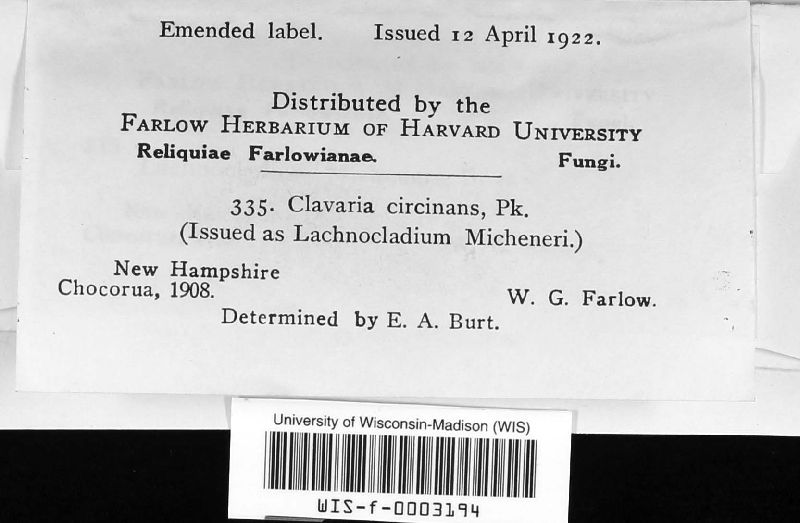 Emended label. Issued 12 April 1922.
Distributed by the
FARLOW HERBARIUM OF HARVARD UNIVERSITY
Reliquiae Farlowianae. Fungi.
335. Clavaria circinans, Pk.
(Issued as Lachnocladium Micheneri.)
New Hampshire
Chocorua, 1908. W. G. Farlow.
Determined by E. A. Burt.
University of Wisconsin-Madison (WIS)
WIS-f-0003194